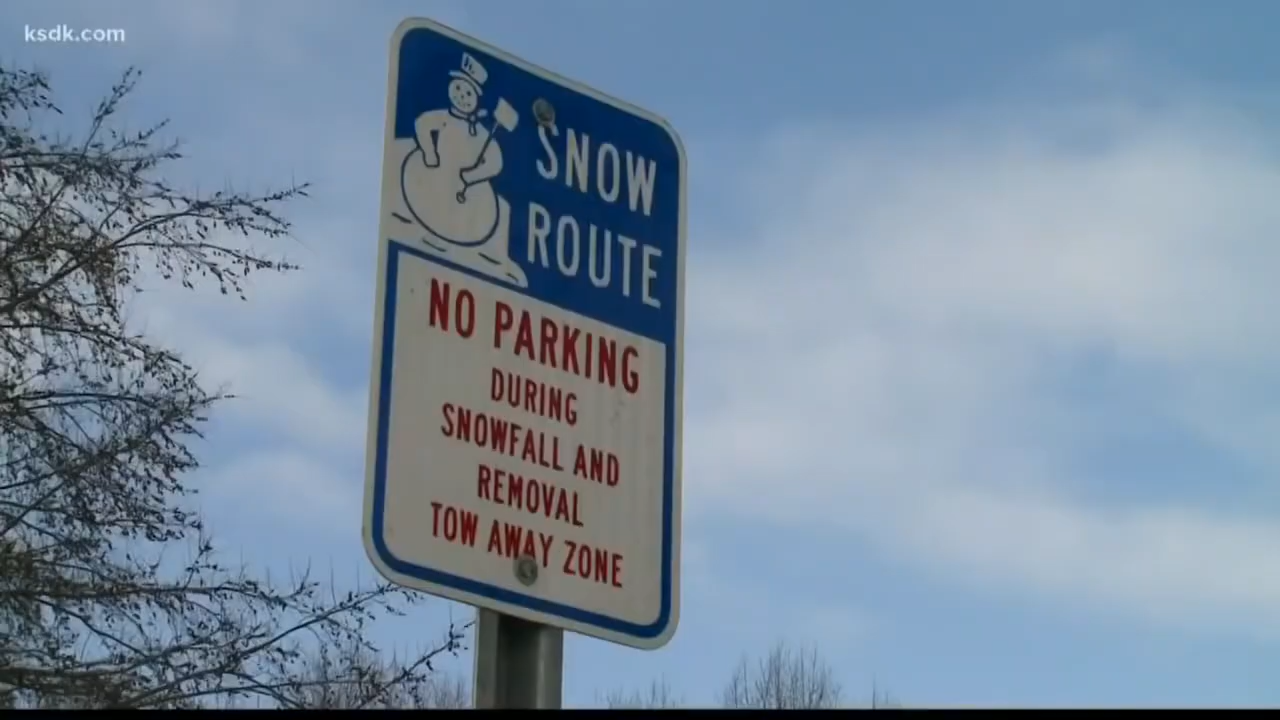 ksdk.com
SNOW
ROUTE
NO PARKING
DURING
SNOWFALL AND
REMOVAL
TOW AWAY ZONE